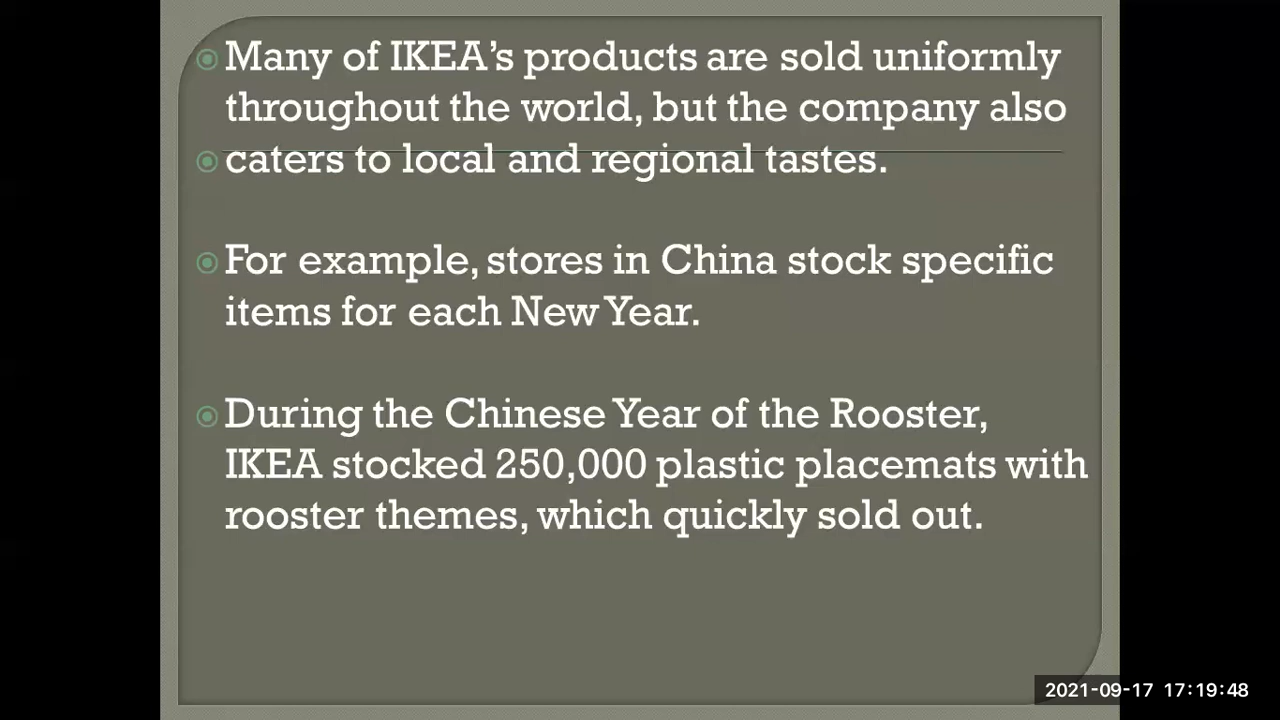 Many of IKEA’s products are sold uniformly
throughout the world, but the company also
caters to local and regional tastes.
For example, stores in China stock specific
items for each New Year.
During the Chinese Year of the Rooster,
IKEA stocked 250,000 plastic placemats with
rooster themes, which quickly sold out.
2021-09-17 17:19:48